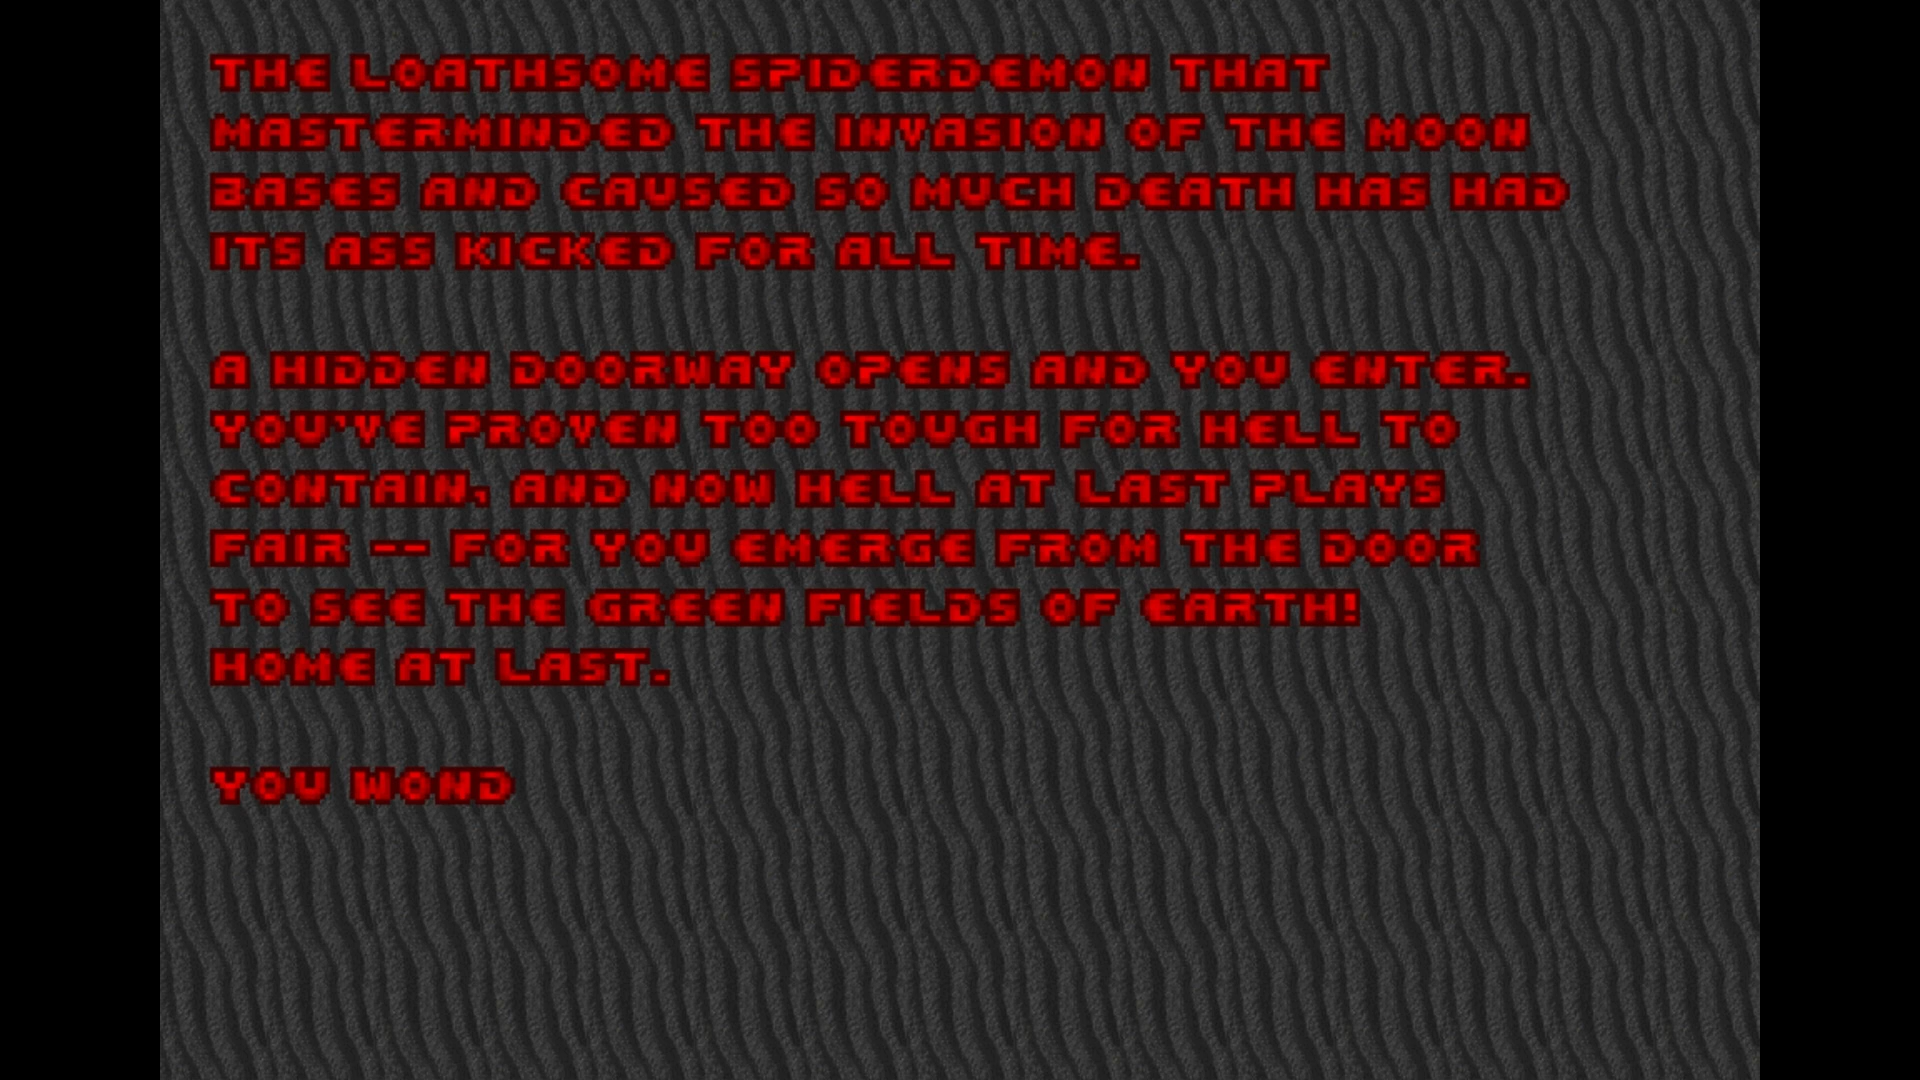 THE LOATHSOME SPIDERDEMON THAT
MASTERMINDED THE INVASION OF THE MOON
BASES AND CAUSED SO MUCH DEATH HAS HAD
ITS ASS KICKED FOR ALL TIME.
A HIDDEN DOORWAY OPENS AND YOU ENTER.
YOU'VE PROVEN TOO TOUGH FOR HELL TO
CONTAIN, AND NOW HELL AT LAST PLAYS
FAIR -- FOR YOU EMERGE FROM THE DOOR
TO SEE THE GREEN FIELDS OF EARTH!
HOME AT LAST.
YOU WOND